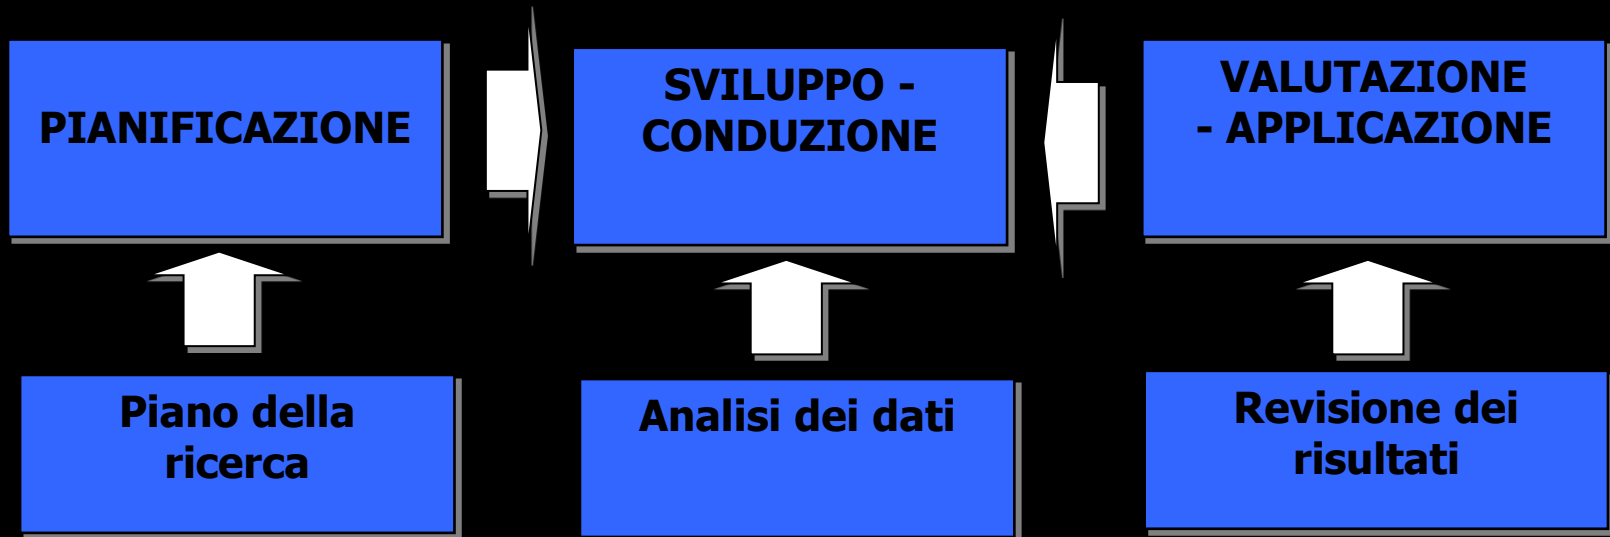 PIANIFICAZIONE
SVILUPPO -
CONDUZIONE
VALUTAZIONE
- APPLICAZIONE
Piano della
ricerca
Analisi dei dati
Revisione dei
risultati